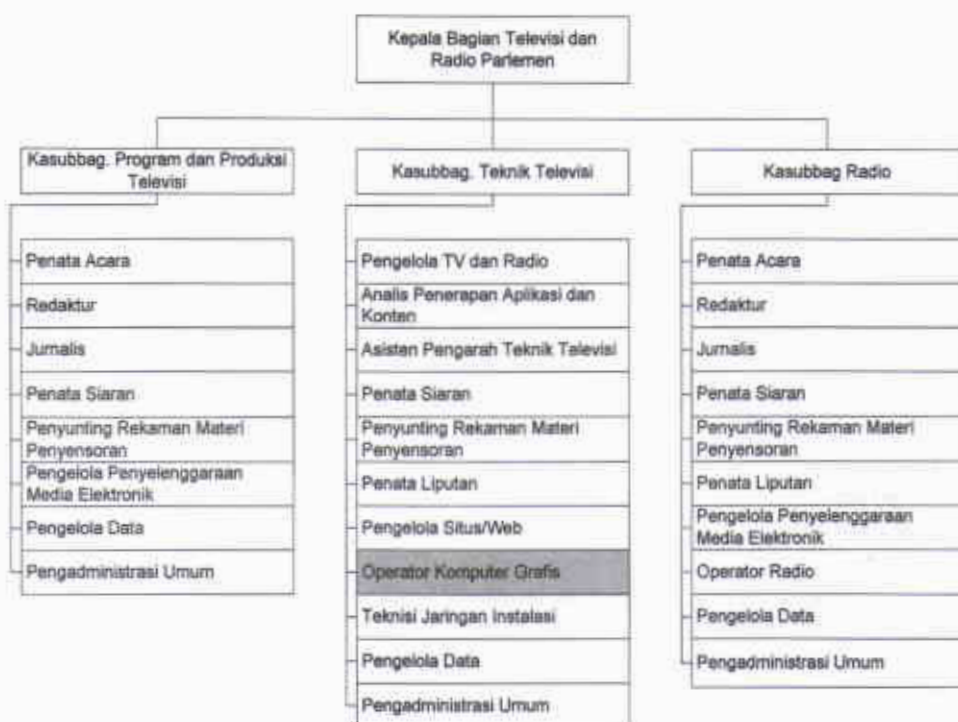 Kepala Bagian Televisi dan
Radio Parlemen
Kasubbag. Program dan Produksi
Televisi
Penata Acara
Redaktur
Jurnalis
Penata Siaran
Penyunting Rekaman Materi
Penyensoran
Pengelola Penyelenggaraan
Media Elektronik
Pengelola Data
Pengadministrasi Umum
Kasubbag. Teknik Televisi
Pengelola TV dan Radio
Analis Penerapan Aplikasi dan
Konten
Asisten Pengarah Teknik Televisi
Penata Siaran
Penyunting Rekaman Materi
Penyensoran
Penata Liputan
Pengelola Situs/Web
Operator Komputer Grafis
Teknisi Jaringan Instalasi
Pengelola Data
Pengadministrasi Umum
Kasubbag Radio
Penata Acara
Redaktur
Jurnalis
Penata Siaran
Penyunting Rekaman Materi
Penyensoran
Penata Liputan
Pengelola Penyelenggaraan
Media Elektronik
Operator Radio
Pengelola Data
Pengadministrasi Umum